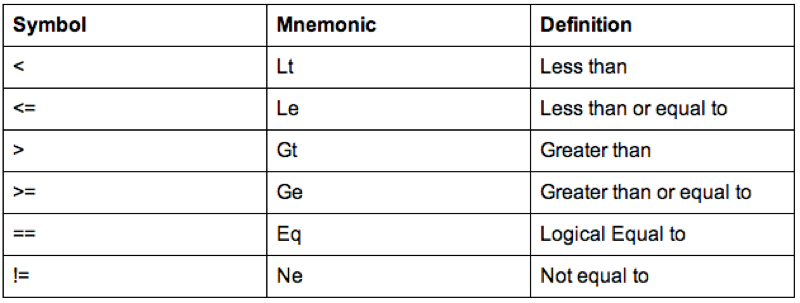 Symbol Mnemonic Definition
< Lt Less than
<= Le Less than or equal to
> Gt Greater than
>= Ge Greater than or equal to
== Eq Logical Equal to
!= Ne Not equal to